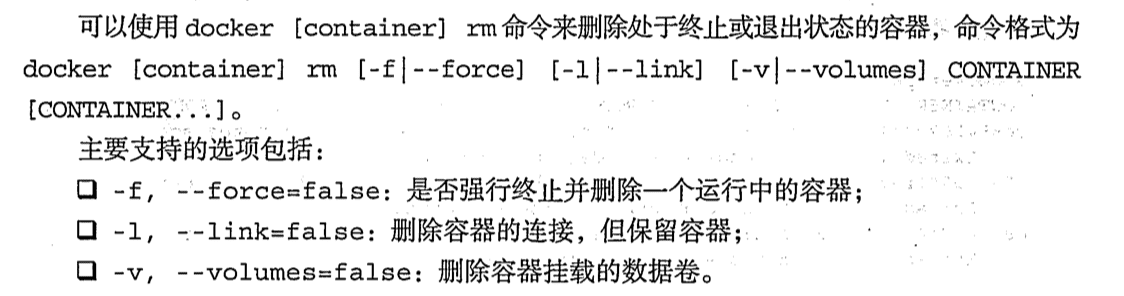 可以使用 docker [container] rm 命令来删除处于终止或退出状态的容器，命令格式为
docker [container] rm [-f|--force] [-l|--link] [-v|--volumes] CONTAINER
[CONTAINER...]。
主要支持的选项包括：
❑ -f, --force=false：是否强行终止并删除一个运行中的容器；
❑ -l, --link=false：删除容器的连接，但保留容器；
❑ -v, --volumes=false：删除容器挂载的数据卷。